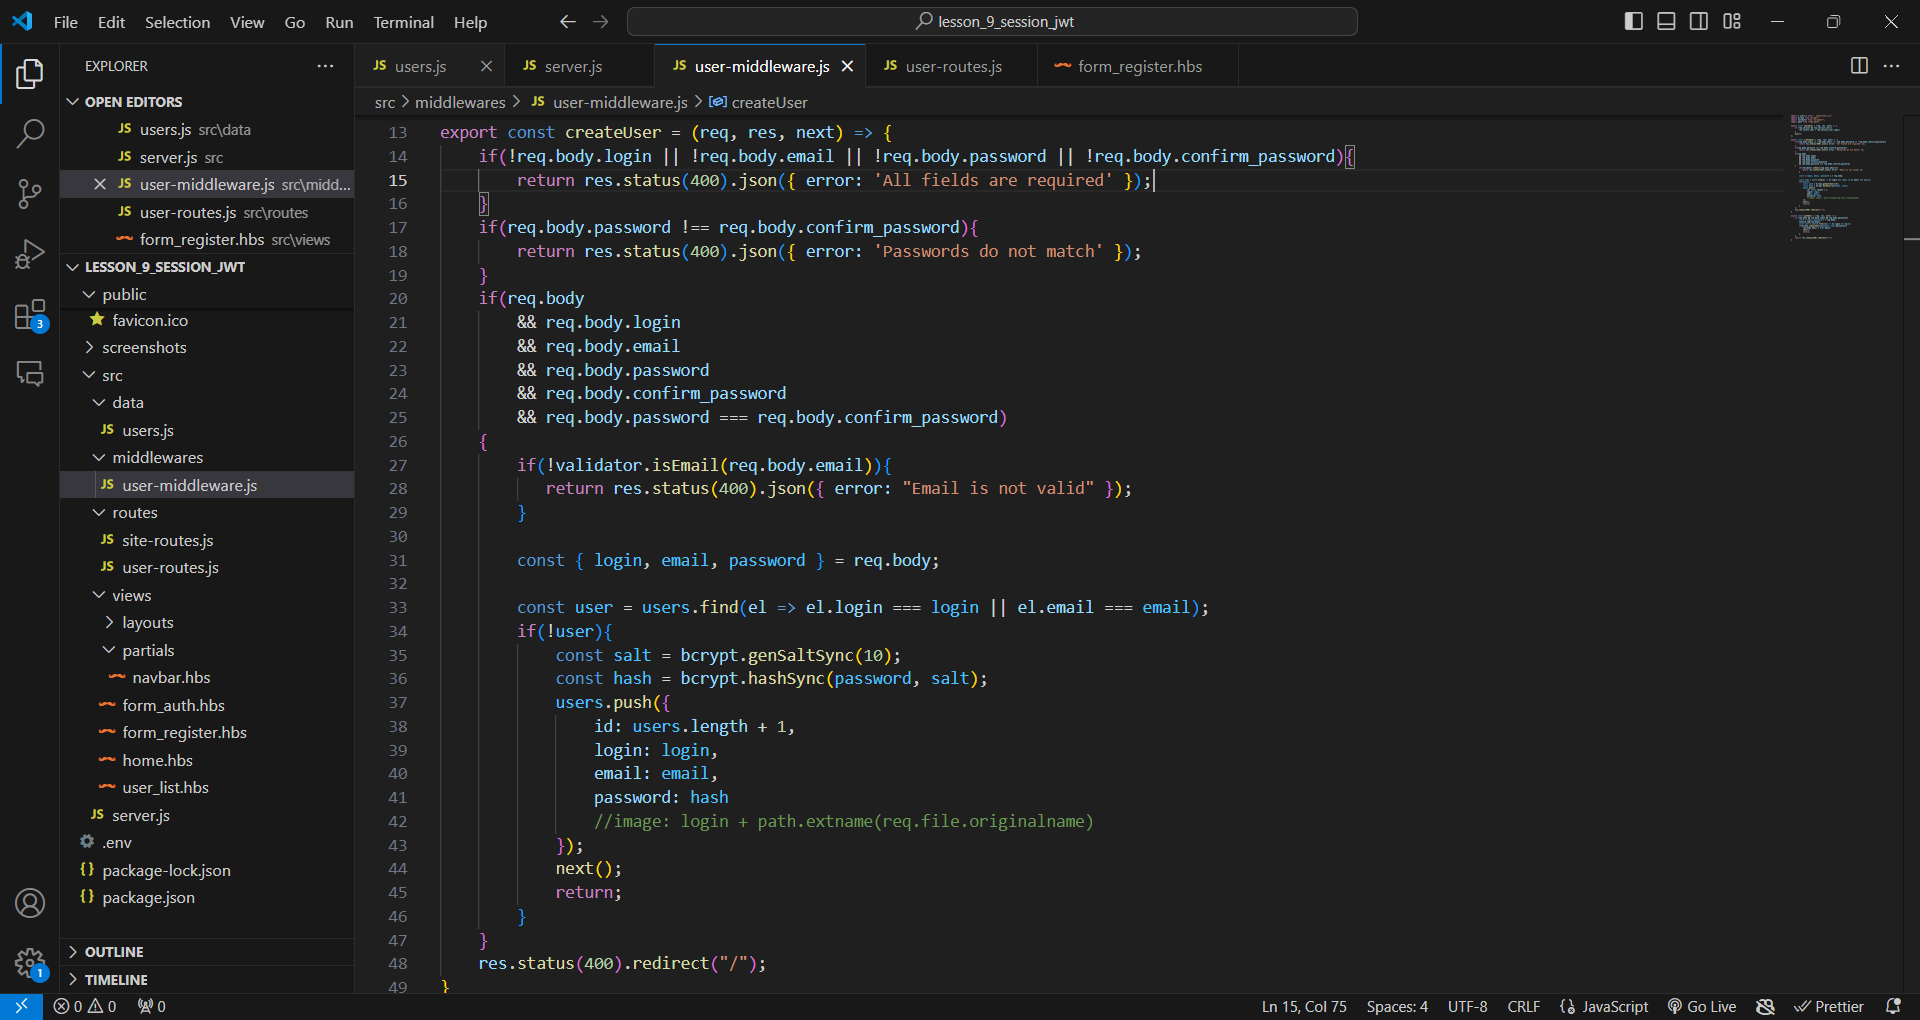 File Edit Selection View Go Run Terminal Help
lesson_9_session_jwt
EXPLORER
OPEN EDITORS
JS users.js src\data
JS server.js src
JS user-middleware.js src\midd...
JS user-routes.js src\routes
form_register.hbs src\views
LESSON_9_SESSION_JWT
public
favicon.ico
screenshots
src
data
JS users.js
middlewares
JS user-middleware.js
routes
JS site-routes.js
JS user-routes.js
views
layouts
partials
navbar.hbs
form_auth.hbs
form_register.hbs
home.hbs
user_list.hbs
JS server.js
.env
{} package-lock.json
{} package.json
OUTLINE
TIMELINE
3
1
JS users.js JS server.js JS user-middleware.js JS user-routes.js form_register.hbs
src > middlewares > JS user-middleware.js > createUser
13 export const createUser = (req, res, next) => {
14 if(!req.body.login || !req.body.email || !req.body.password || !req.body.confirm_password){
15 return res.status(400).json({ error: 'All fields are required' });
16 }
17 if(req.body.password !== req.body.confirm_password){
18 return res.status(400).json({ error: 'Passwords do not match' });
19 }
20 if(req.body
21 && req.body.login
22 && req.body.email
23 && req.body.password
24 && req.body.confirm_password
25 && req.body.password === req.body.confirm_password)
26 {
27 if(!validator.isEmail(req.body.email)){
28 return res.status(400).json({ error: "Email is not valid" });
29 }
30
31 const { login, email, password } = req.body;
32
33 const user = users.find(el => el.login === login || el.email === email);
34 if(!user){
35 const salt = bcrypt.genSaltSync(10);
36 const hash = bcrypt.hashSync(password, salt);
37 users.push({
38 id: users.length + 1,
39 login: login,
40 email: email,
41 password: hash
42 //image: login + path.extname(req.file.originalname)
43 });
44 next();
45 return;
46 }
47 }
48 res.status(400).redirect("/");
49 }
0 0 0
Ln 15, Col 75 Spaces: 4 UTF-8 CRLF JavaScript Go Live Prettier